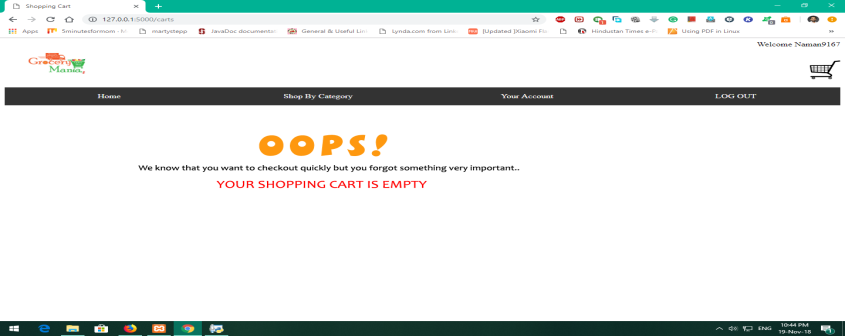 Shopping Cart
127.0.0.1:5000/carts
Apps
5minutesformom - M
martystepp
JavaDoc documentati
General & Useful Lin
Lynda.com from Lin
[Updated ]Xiaomi Fla
Hindustan Times e-P
Using PDF in Linux
Welcome Naman9167
Grocery
Mania
Home
Shop By Category
Your Account
LOG OUT
OOPS!
We know that you want to checkout quickly but you forgot something very important..
YOUR SHOPPING CART IS EMPTY
ENG
10:44 PM
19-Nov-18